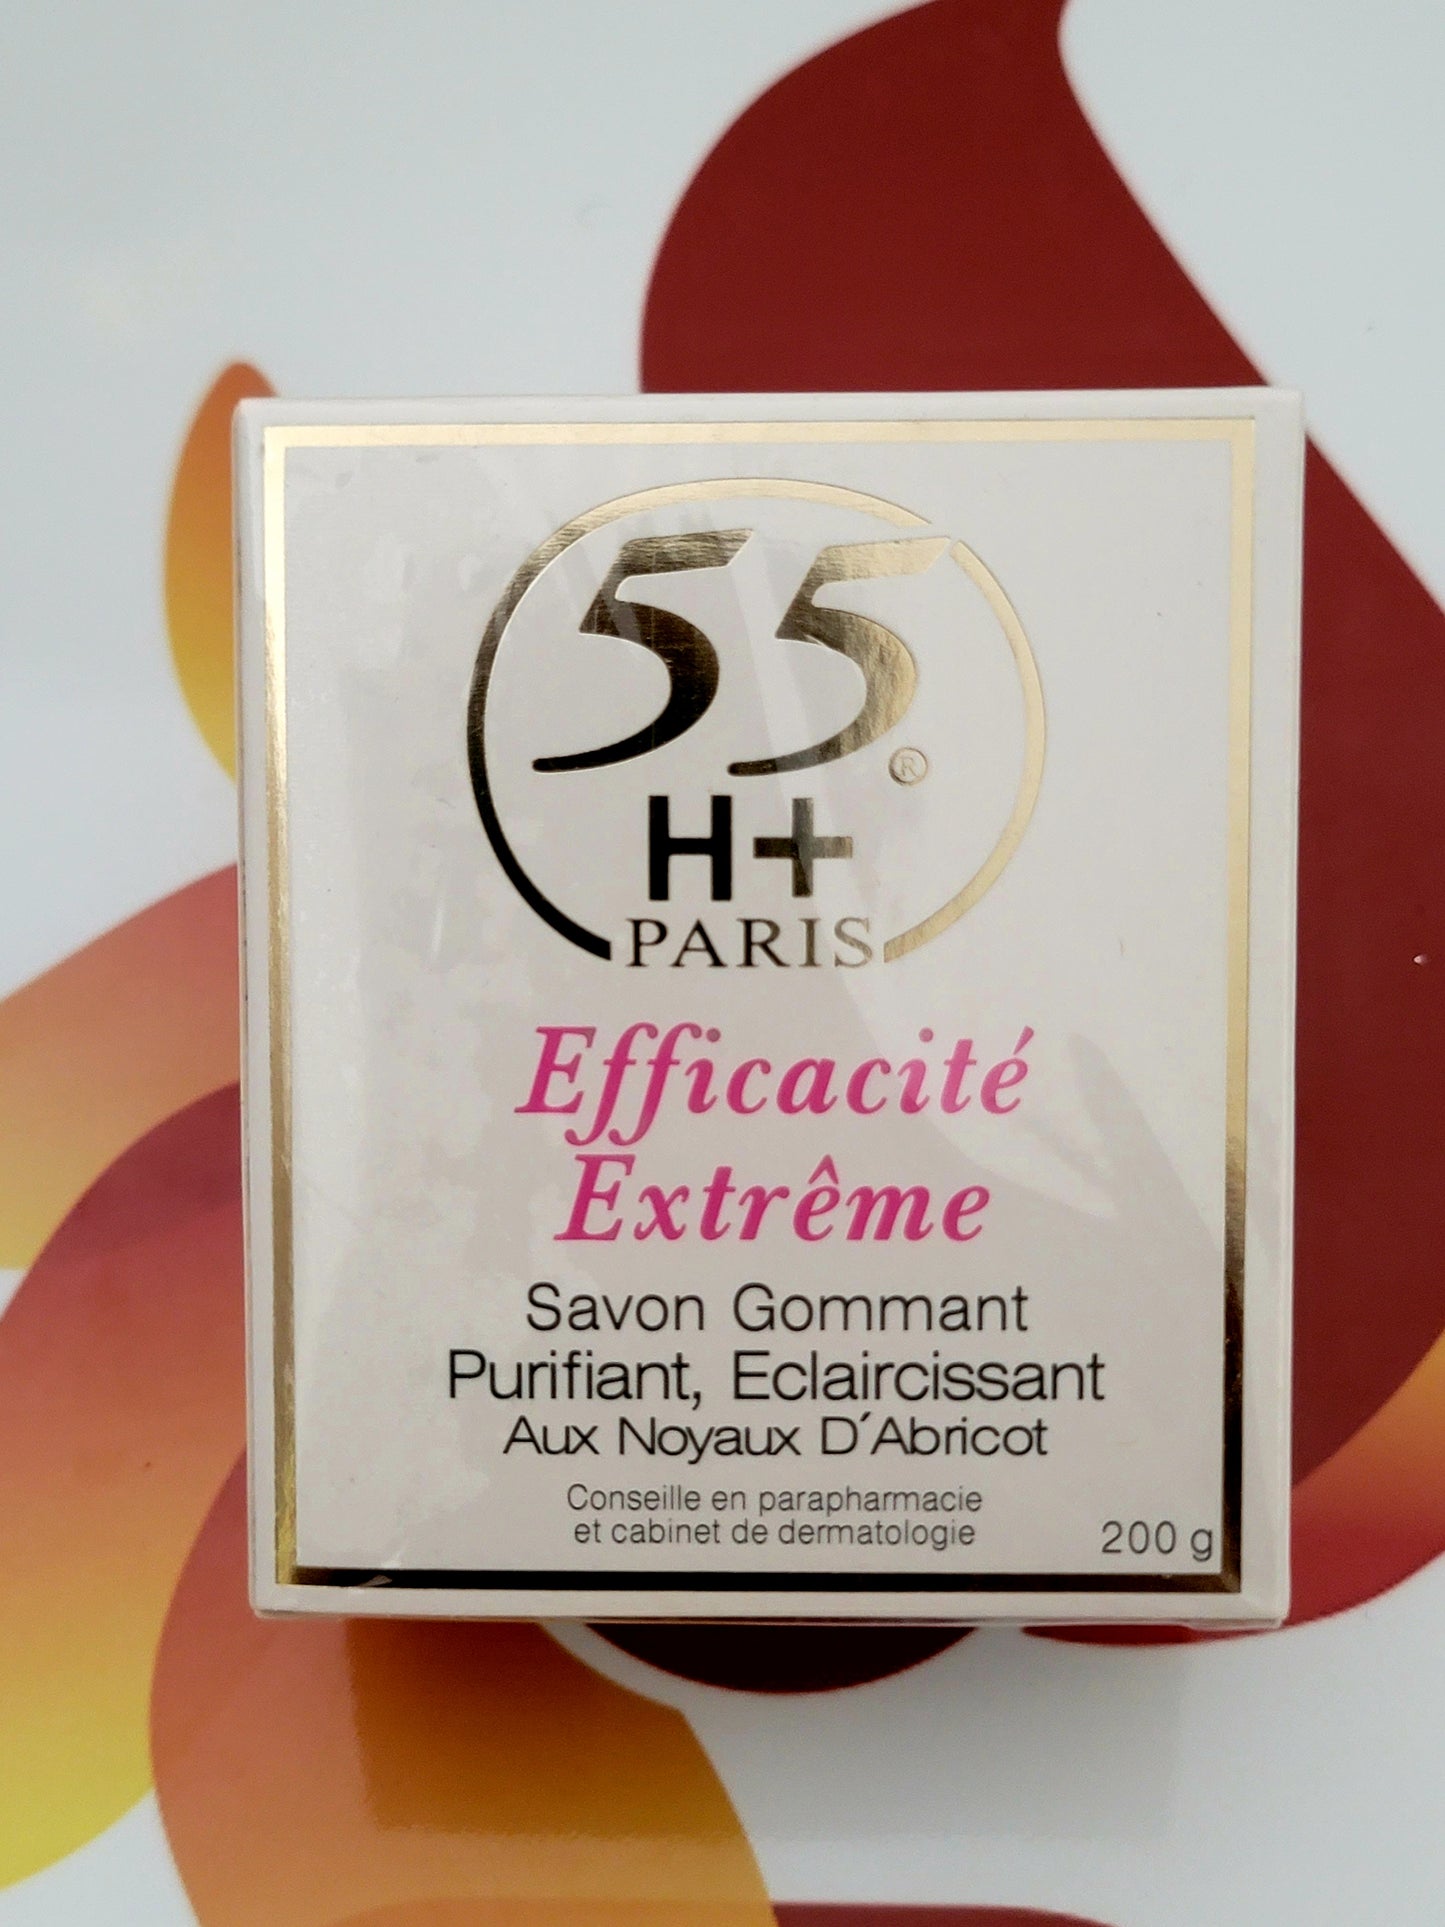 55®
H+
PARIS
Efficacité
Extrême
Savon Gommant
Purifiant, Eclaircissant
Aux Noyaux D´Abricot
Conseille en parapharmacie
et cabinet de dermatologie
200 g